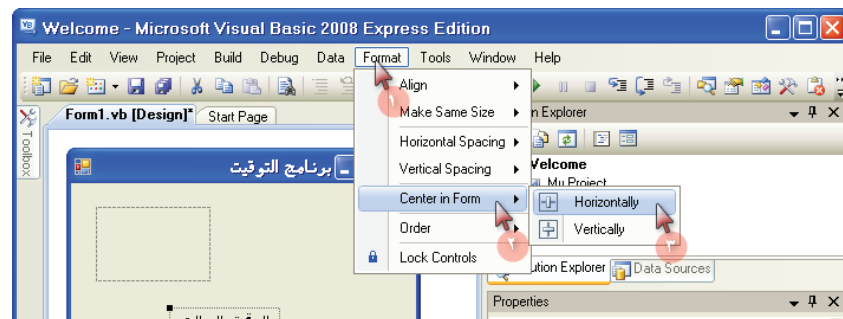 Welcome - Microsoft Visual Basic 2008 Express Edition
File Edit View Project Build Debug Data Format Tools Window Help
Form1.vb [Design]* Start Page
Toolbox
برنامج التوقيت
Align
Make Same Size
Horizontal Spacing
Vertical Spacing
Center in Form
Order
Lock Controls
Horizontally
Vertically
١
٢
٣
n Explorer
Welcome
My Project
ution Explorer Data Sources
Properties